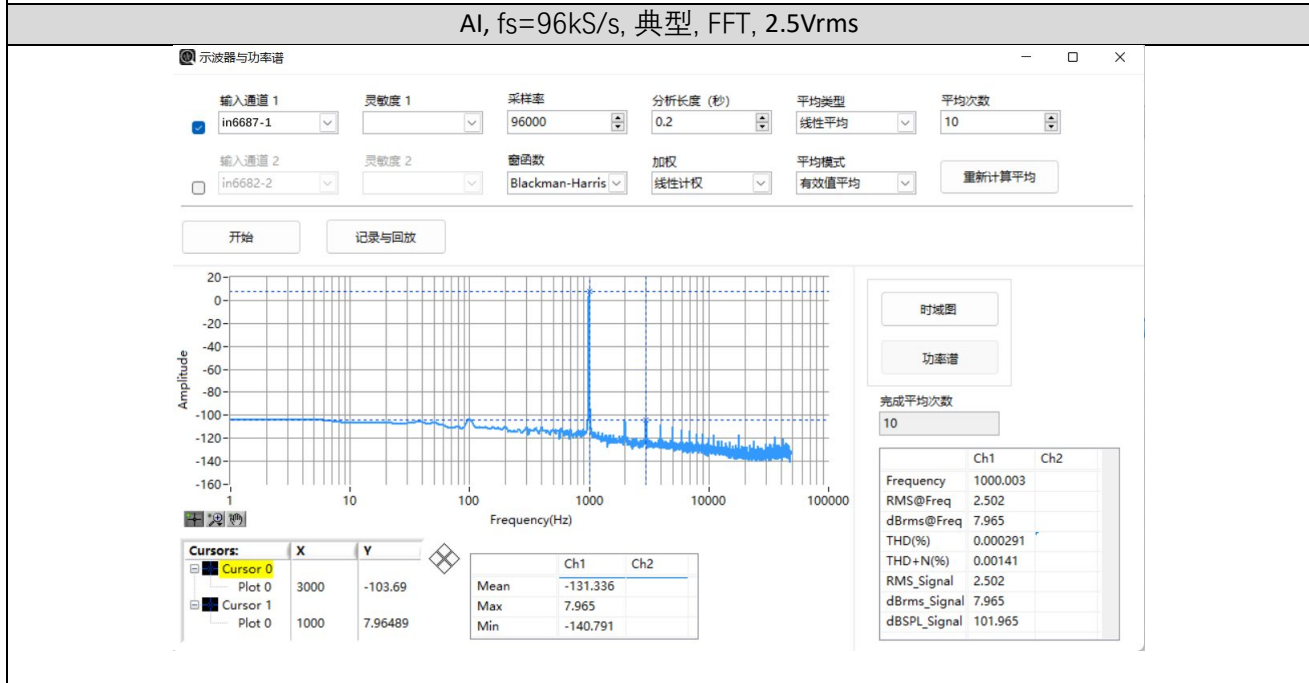 AI, fs=96kS/s, 典型, FFT, 2.5Vrms
示波器与功率谱
输入通道 1 灵敏度 1 采样率 分析长度（秒） 平均类型 平均次数
in6687-1 96000 0.2 线性平均 10
输入通道 2 灵敏度 2 窗函数 加权 平均模式
in6682-2 Blackman-Harris 线性计权 有效值平均 重新计算平均
开始 记录与回放
20
0
-20
-40
-60
-80
-100
-120
-140
-160
Amplitude
1 10 100 1000 10000 100000
Frequency(Hz)
时域图
功率谱
完成平均次数
10
Cursors: X Y
Cursor 0
Plot 0 3000 -103.69
Cursor 1
Plot 0 1000 7.96489
Ch1 Ch2
Mean -131.336
Max 7.965
Min -140.791
Ch1 Ch2
Frequency 1000.003
RMS@Freq 2.502
dBrms@Freq 7.965
THD(%) 0.000291
THD+N(%) 0.00141
RMS_Signal 2.502
dBrms_Signal 7.965
dBSPL_Signal 101.965